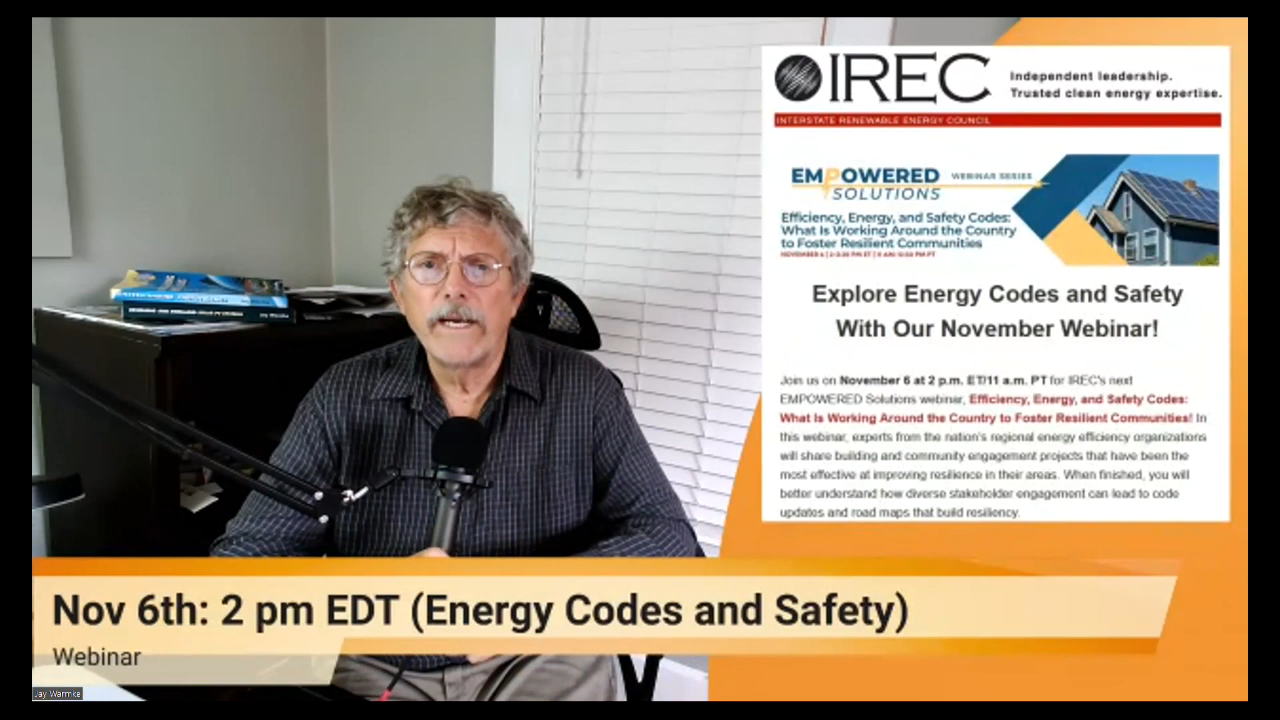 IREC
Independent leadership.
Trusted clean energy expertise.
INTERSTATE RENEWABLE ENERGY COUNCIL
EMPOWERED
SOLUTIONS
WEBINAR SERIES
Efficiency, Energy, and Safety Codes:
What Is Working Around the Country
to Foster Resilient Communities
Explore Energy Codes and Safety
With Our November Webinar!
Join us on November 6 at 2 p.m. ET/11 a.m. PT for IREC's next
EMPOWERED Solutions webinar, Efficiency, Energy, and Safety Codes:
What Is Working Around the Country to Foster Resilient Communities! In
this webinar, experts from the nation's regional energy efficiency organizations
will share building and community engagement projects that have been the
most effective at improving resilience in their areas. When finished, you will
better understand how diverse stakeholder engagement can lead to code
updates and road maps that build resiliency.
Nov 6th: 2 pm EDT (Energy Codes and Safety)
Webinar
Jay Warmke